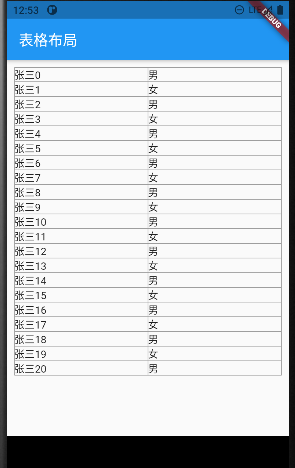 12:53
DEBUG
表格布局
张三0 男
张三1 女
张三2 男
张三3 女
张三4 男
张三5 女
张三6 男
张三7 女
张三8 男
张三9 女
张三10 男
张三11 女
张三12 男
张三13 女
张三14 男
张三15 女
张三16 男
张三17 女
张三18 男
张三19 女
张三20 男